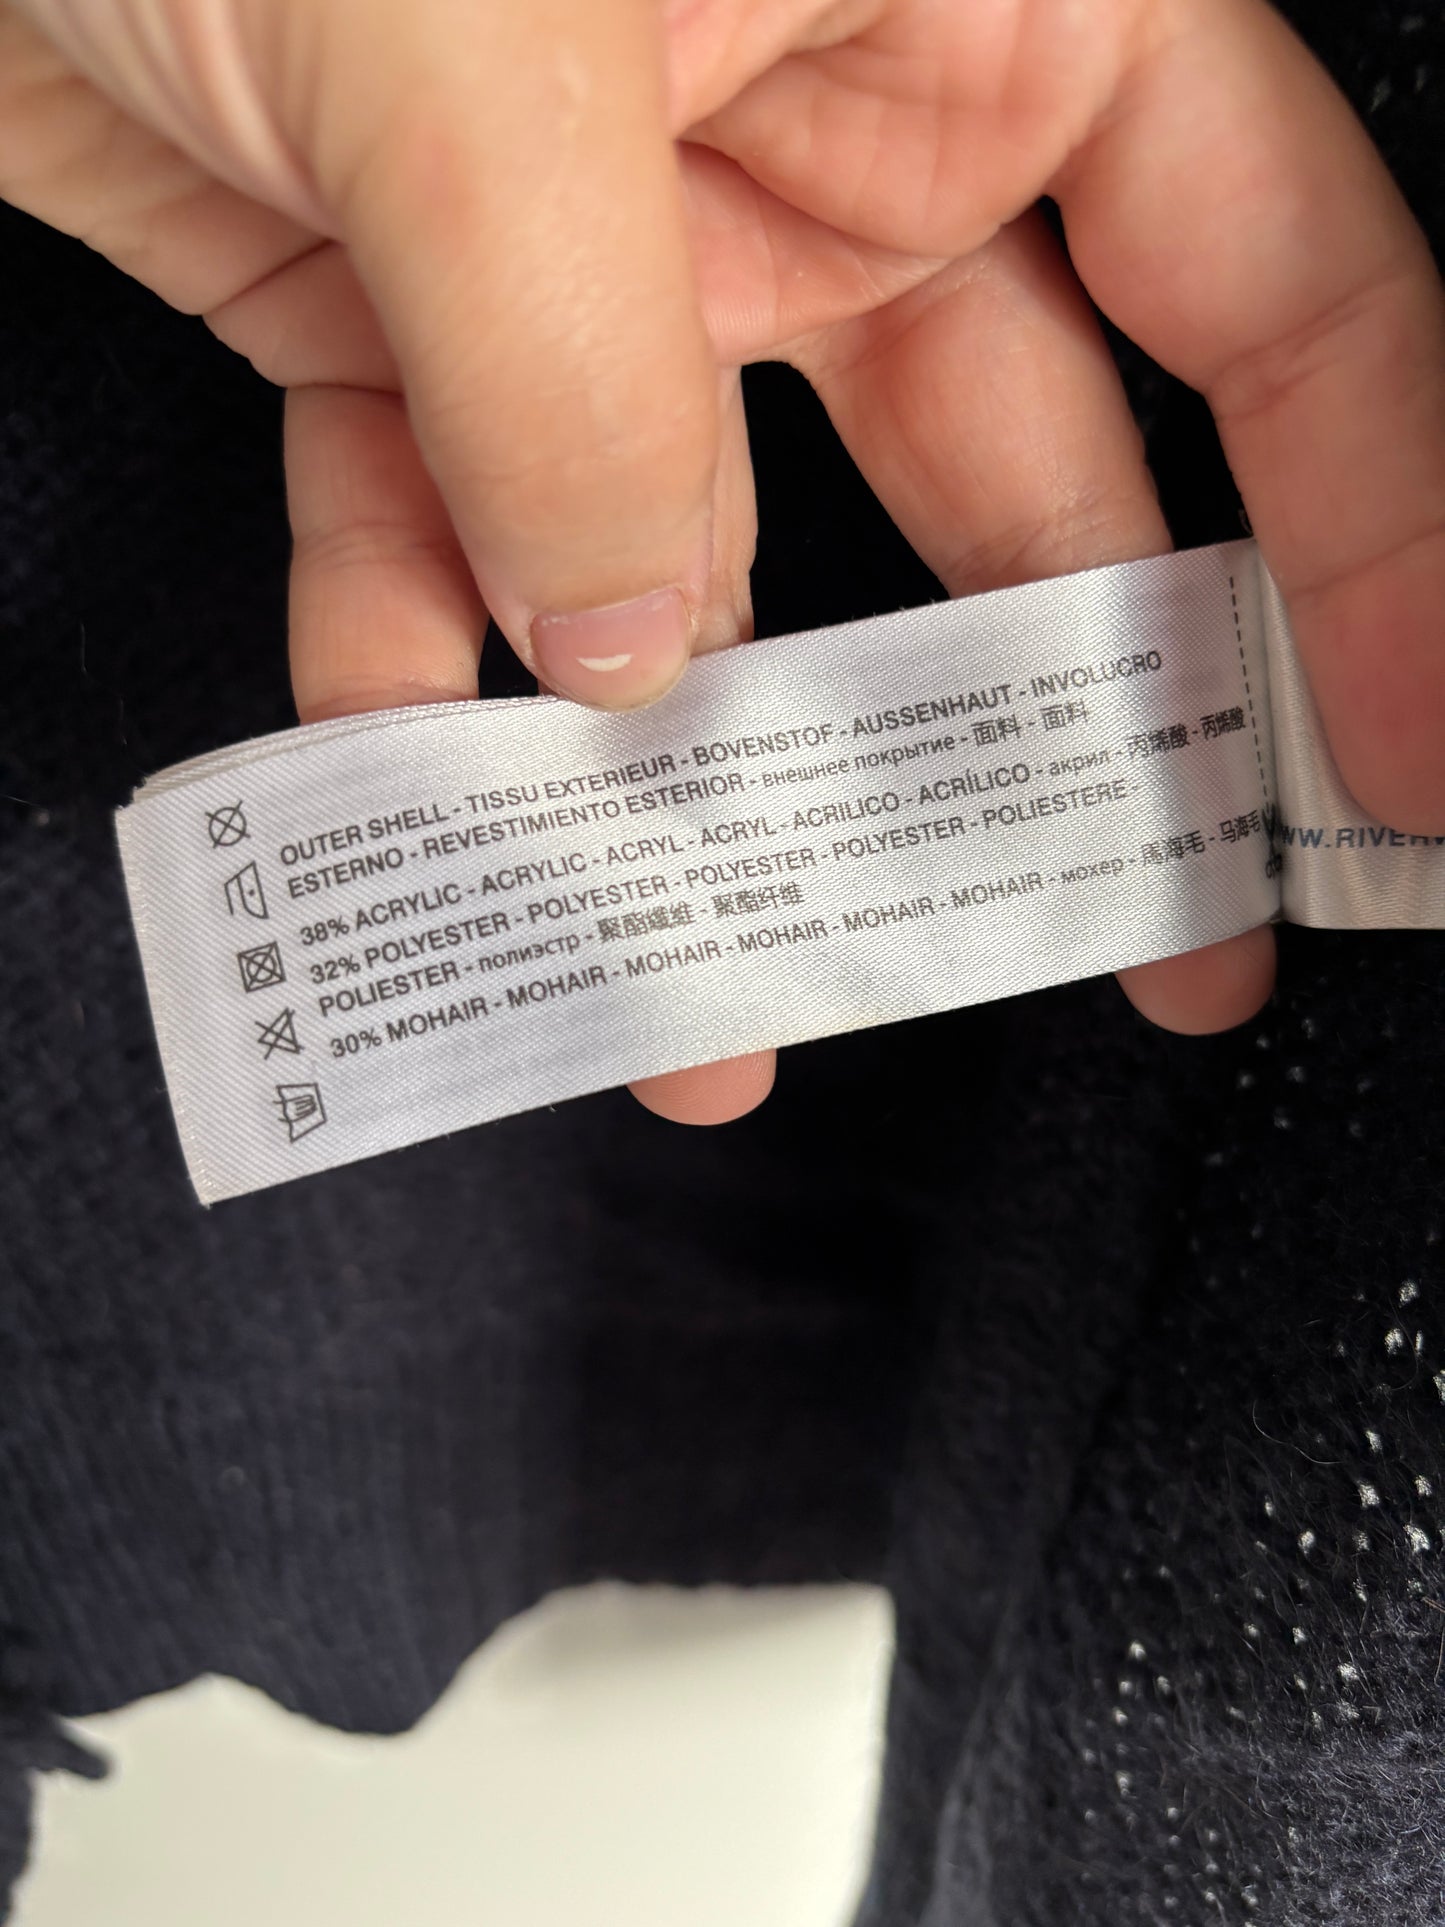 OUTER SHELL - TISSU EXTERIEUR - BOVENSTOF - AUSSENHAUT - INVOLUCRO
ESTERNO - REVESTIMIENTO ESTERIOR - внешнее покрытие - 面料 - 面料
38% ACRYLIC - ACRYLIC - ACRYL - ACRYL - ACRILICO - ACRÍLICO - акрил - 丙烯酸 - 丙烯酸
32% POLYESTER - POLYESTER - POLYESTER - POLYESTER - POLIESTERE -
POLIESTER - полиэстр - 聚酯纖維 - 聚酯纤维
30% MOHAIR - MOHAIR - MOHAIR - MOHAIR - MOHAIR - MOHAIR - мохер - 馬海毛 - 马海毛
WW.RIVER